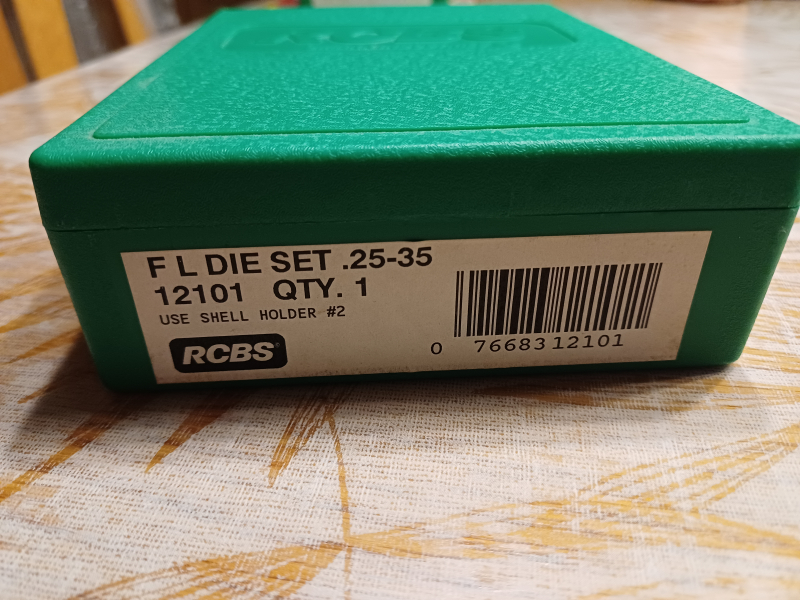 F L DIE SET .25-35
12101 QTY. 1
USE SHELL HOLDER #2
RCBS
0 76683 12101